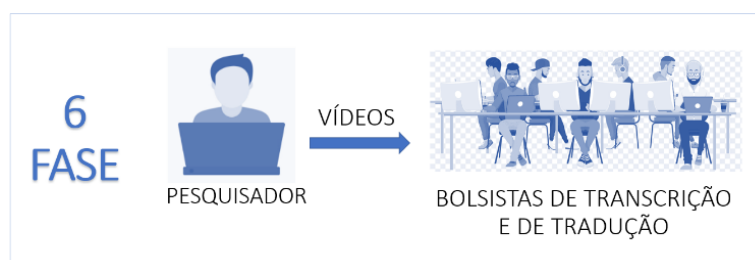 6
FASE
PESQUISADOR
VÍDEOS
BOLSISTAS DE TRANSCRIÇÃO
E DE TRADUÇÃO